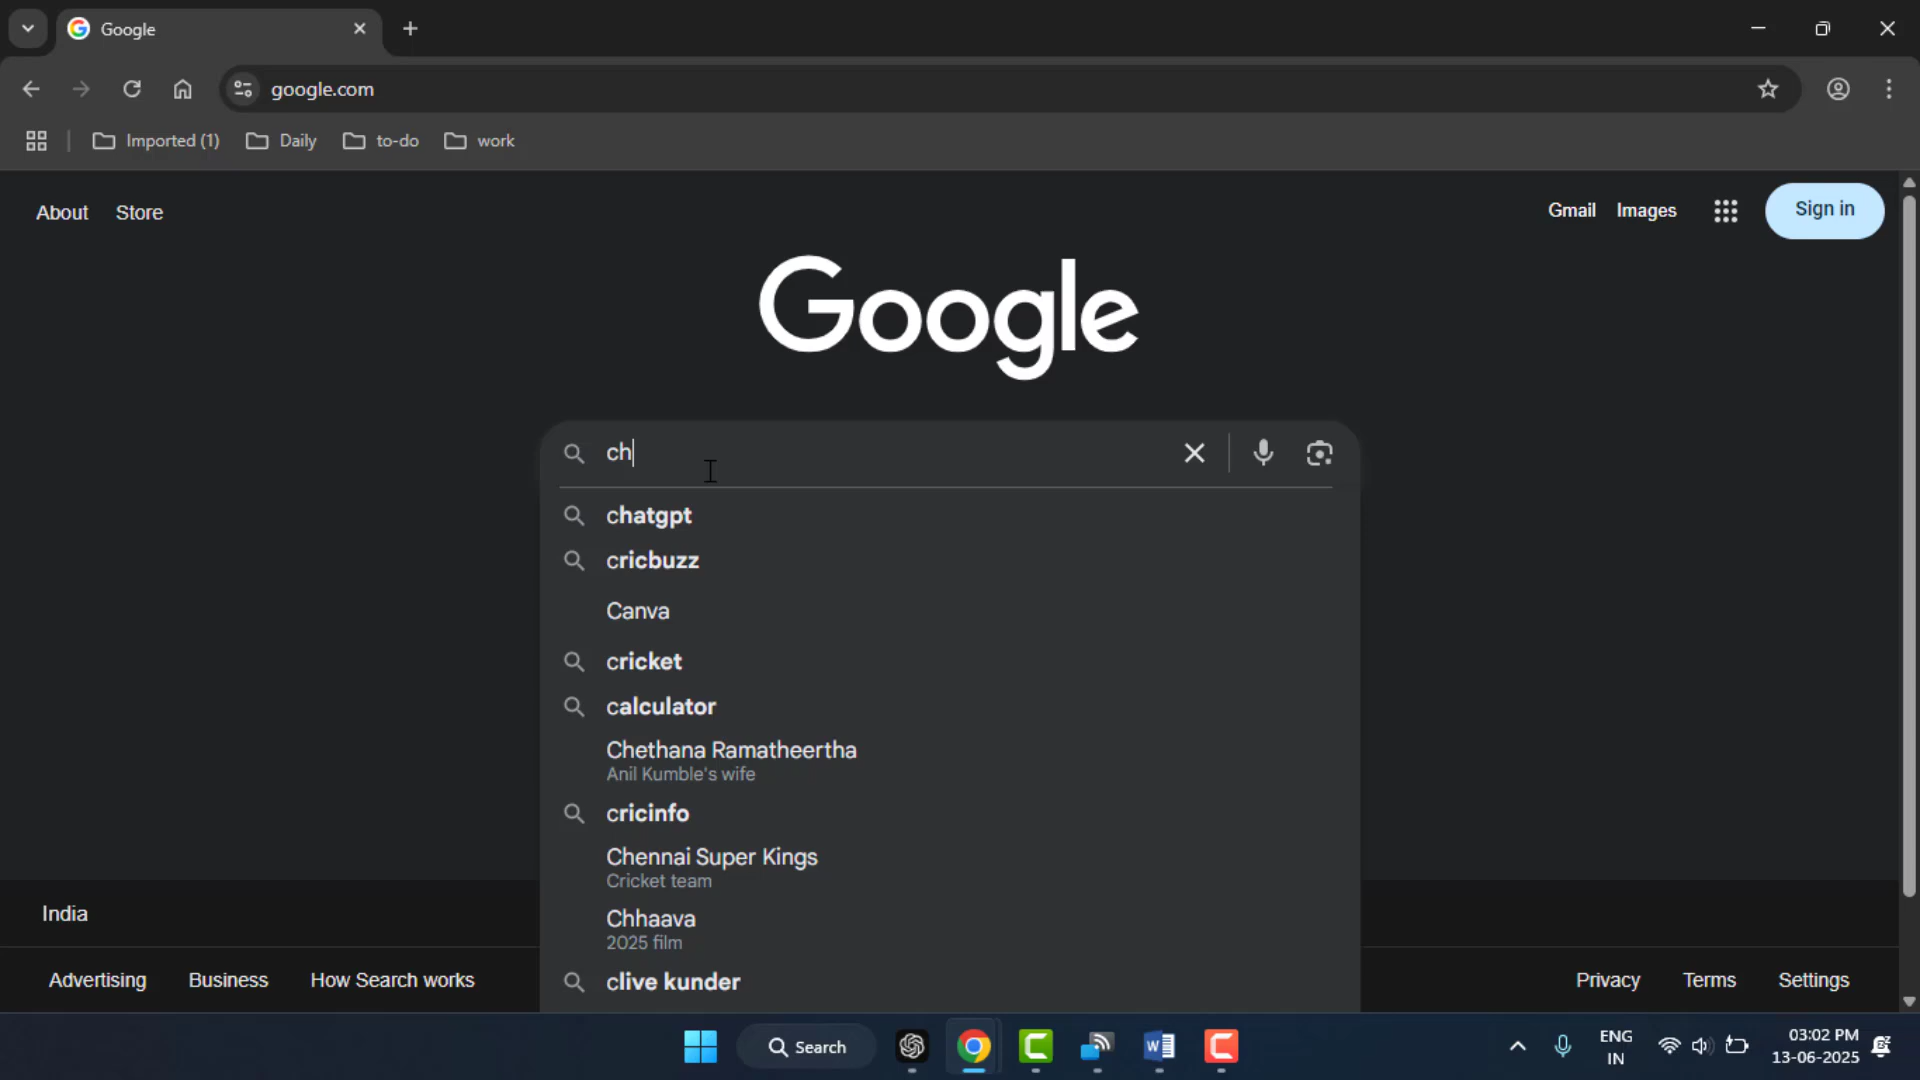 Google
google.com
Imported (1)
Daily
to-do
work
About
Store
Gmail
Images
Sign in
Google
ch
chatgpt
cricbuzz
Canva
cricket
calculator
Chethana Ramatheertha
Anil Kumble's wife
cricinfo
Chennai Super Kings
Cricket team
Chhaava
2025 film
clive kunder
India
Advertising
Business
How Search works
Privacy
Terms
Settings
Search
ENG
IN
03:02 PM
13-06-2025